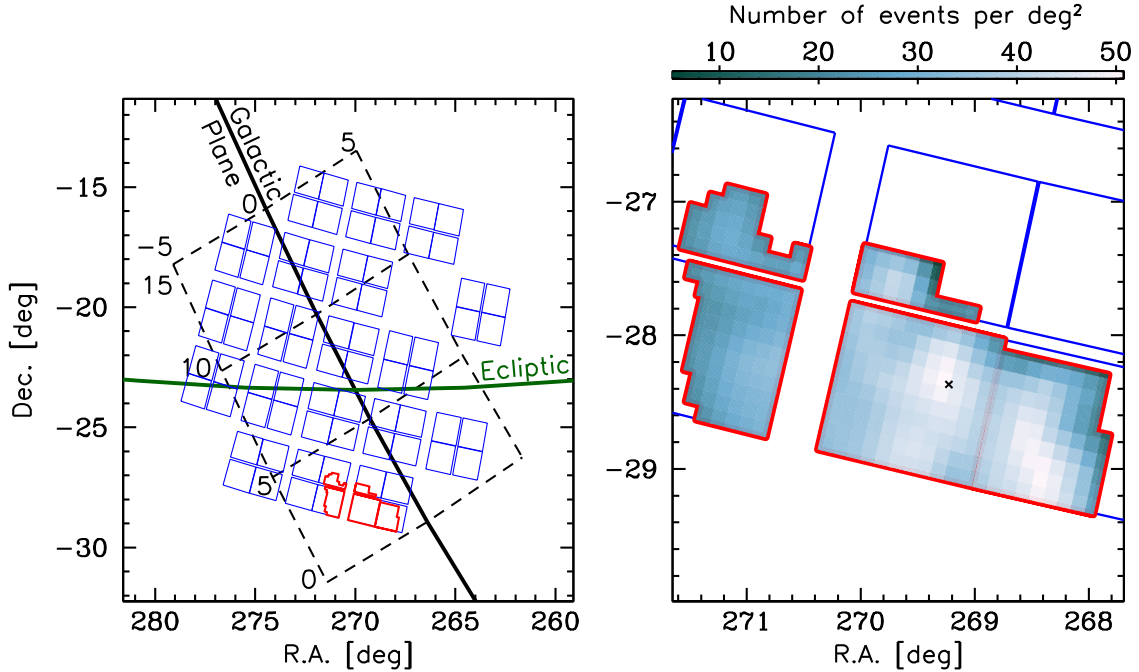 Number of events per deg²
10 20 30 40 50
Galactic
Plane
5
0
−5
15
10
5
0
Ecliptic
−15
−20
−25
−30
Dec. [deg]
280 275 270 265 260
R.A. [deg]
−27
−28
−29
271 270 269 268
R.A. [deg]